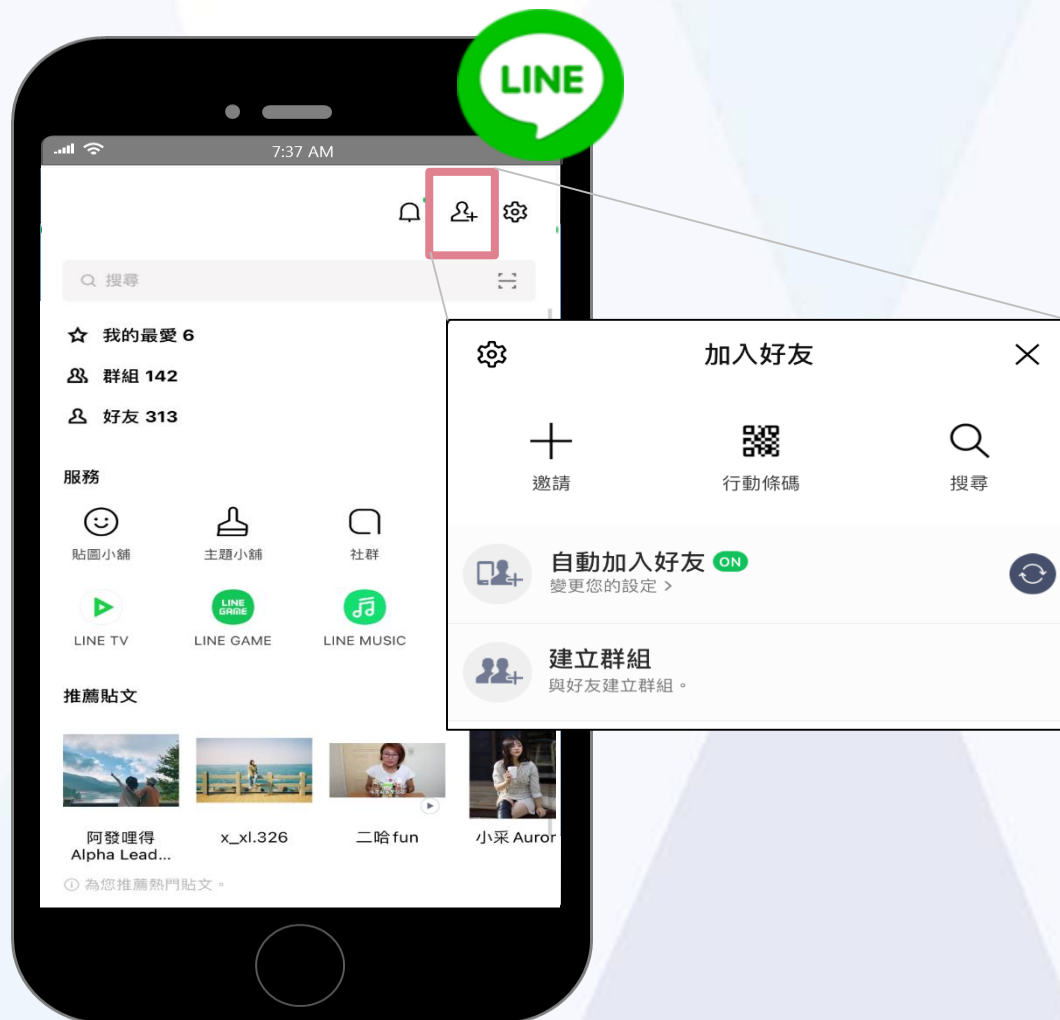 LINE
7:37 AM
搜尋
我的最愛 6
群組 142
好友 313
服務
貼圖小舖
主題小舖
社群
LINE TV
LINE GAME
LINE GAME
LINE MUSIC
推薦貼文
阿發哩得
Alpha Lead...
x_xl.326
二哈fun
小采 Auror
為您推薦熱門貼文。
加入好友
邀請
行動條碼
搜尋
自動加入好友 ON
變更您的設定 >
建立群組
與好友建立群組。